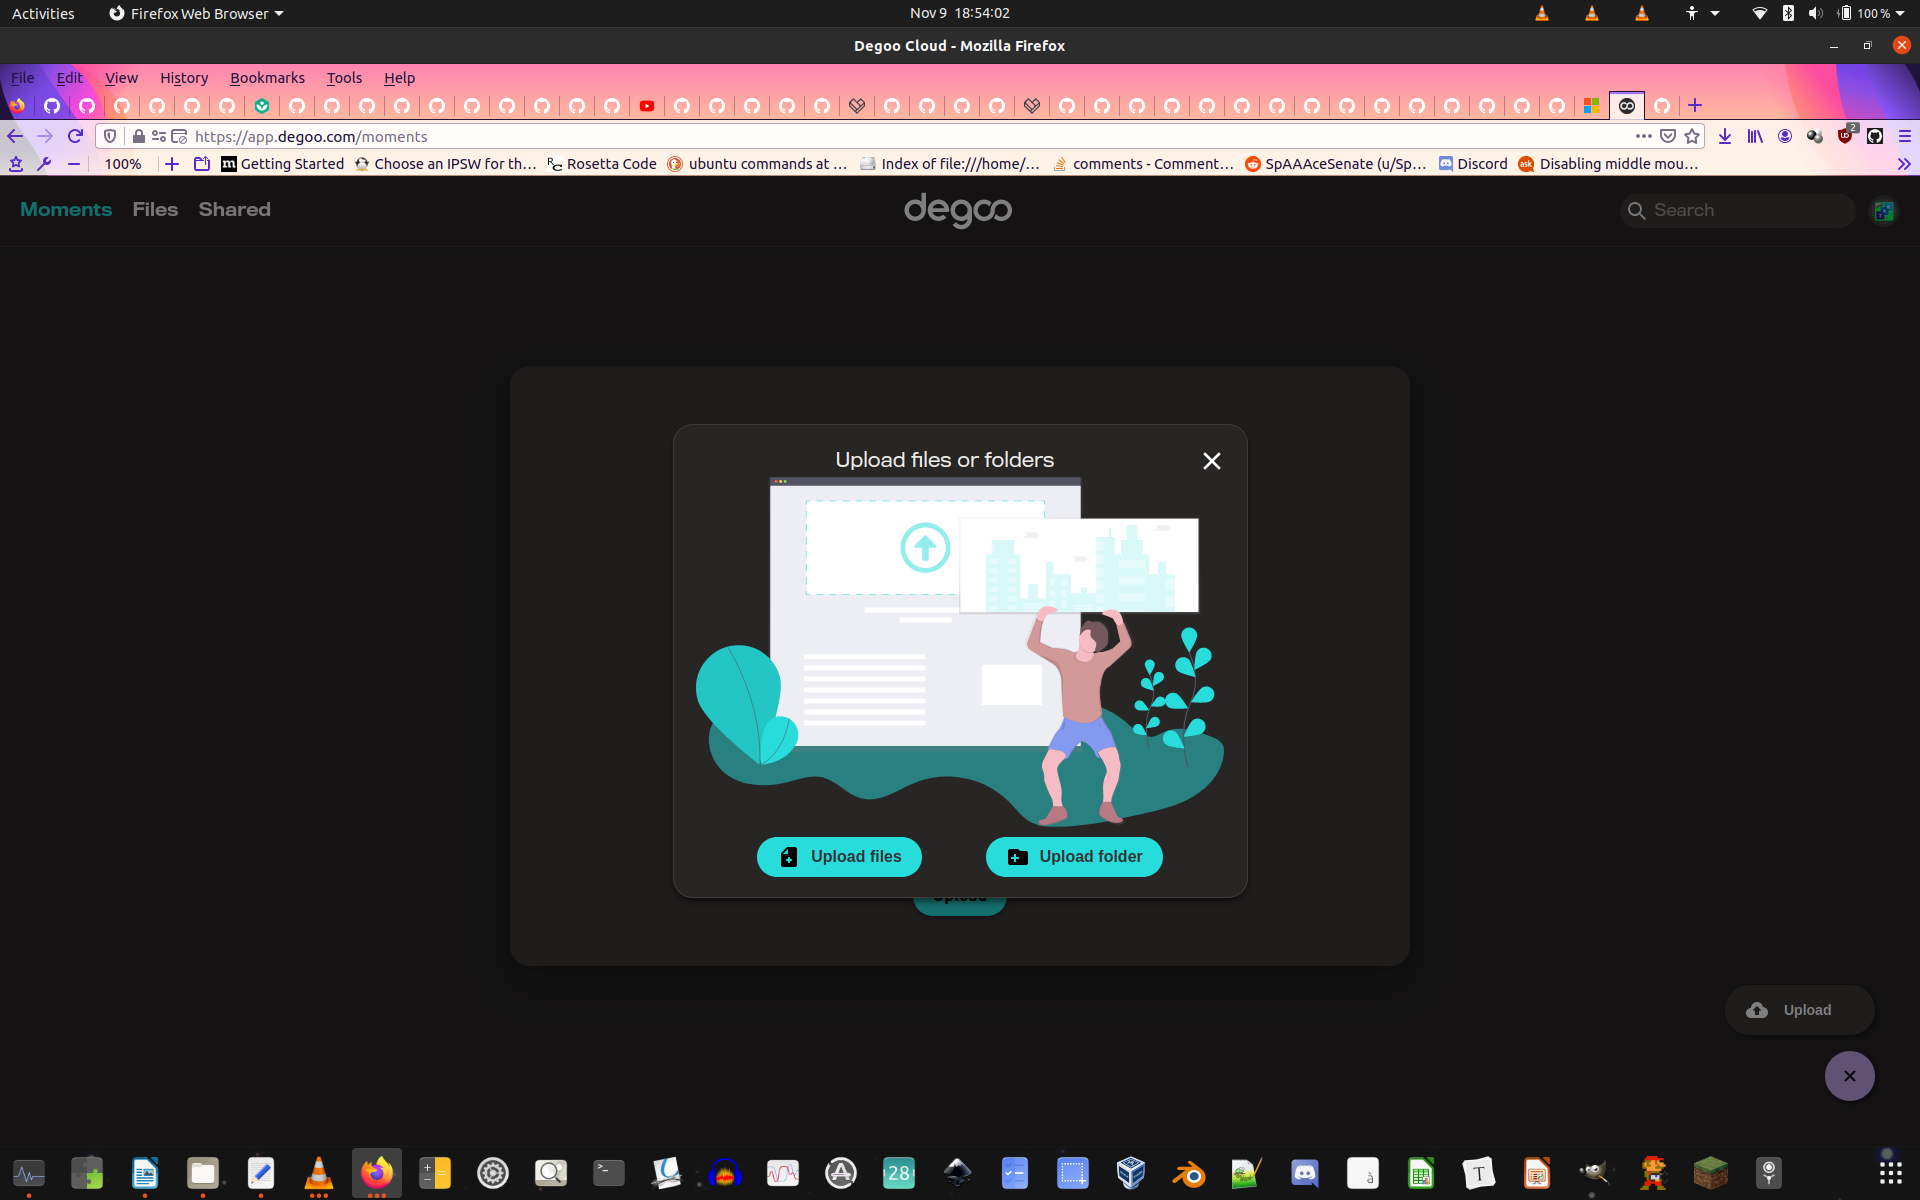 Activities Firefox Web Browser Nov 9 18:54:02 100 %
Degoo Cloud - Mozilla Firefox
File Edit View History Bookmarks Tools Help
https://app.degoo.com/moments 2
100% Getting Started Choose an IPSW for th… Rosetta Code ubuntu commands at … Index of file:///home/… comments - Comment… SpAAAceSenate (u/Sp… Discord Disabling middle mou…
Moments Files Shared degoo Search
Upload files or folders
Upload files Upload folder
Upload
Upload
28